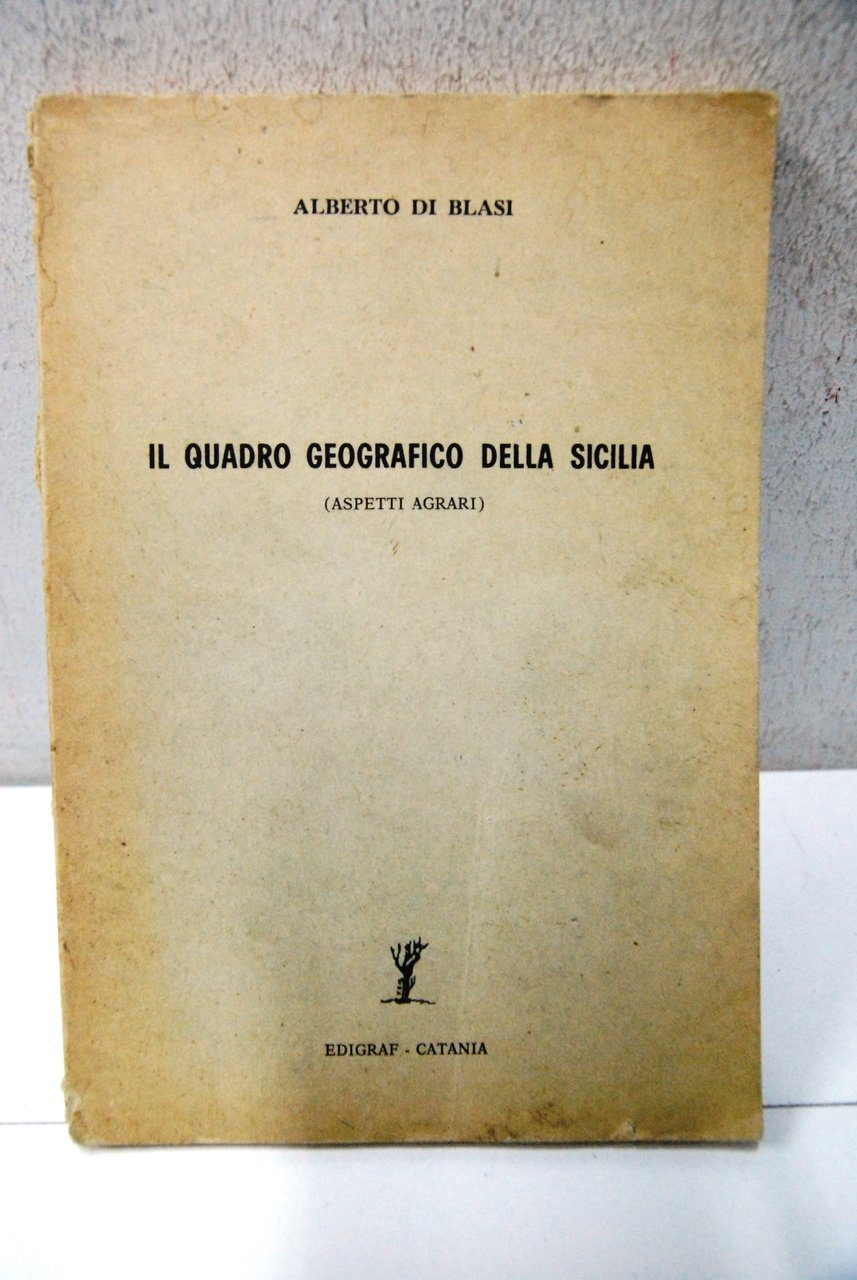 ALBERTO DI BLASI
IL QUADRO GEOGRAFICO DELLA SICILIA
(ASPETTI AGRARI)
EDIGRAF - CATANIA